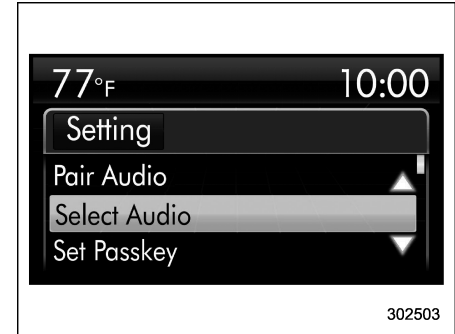 77°F 10:00
Setting
Pair Audio
Select Audio
Set Passkey
302503